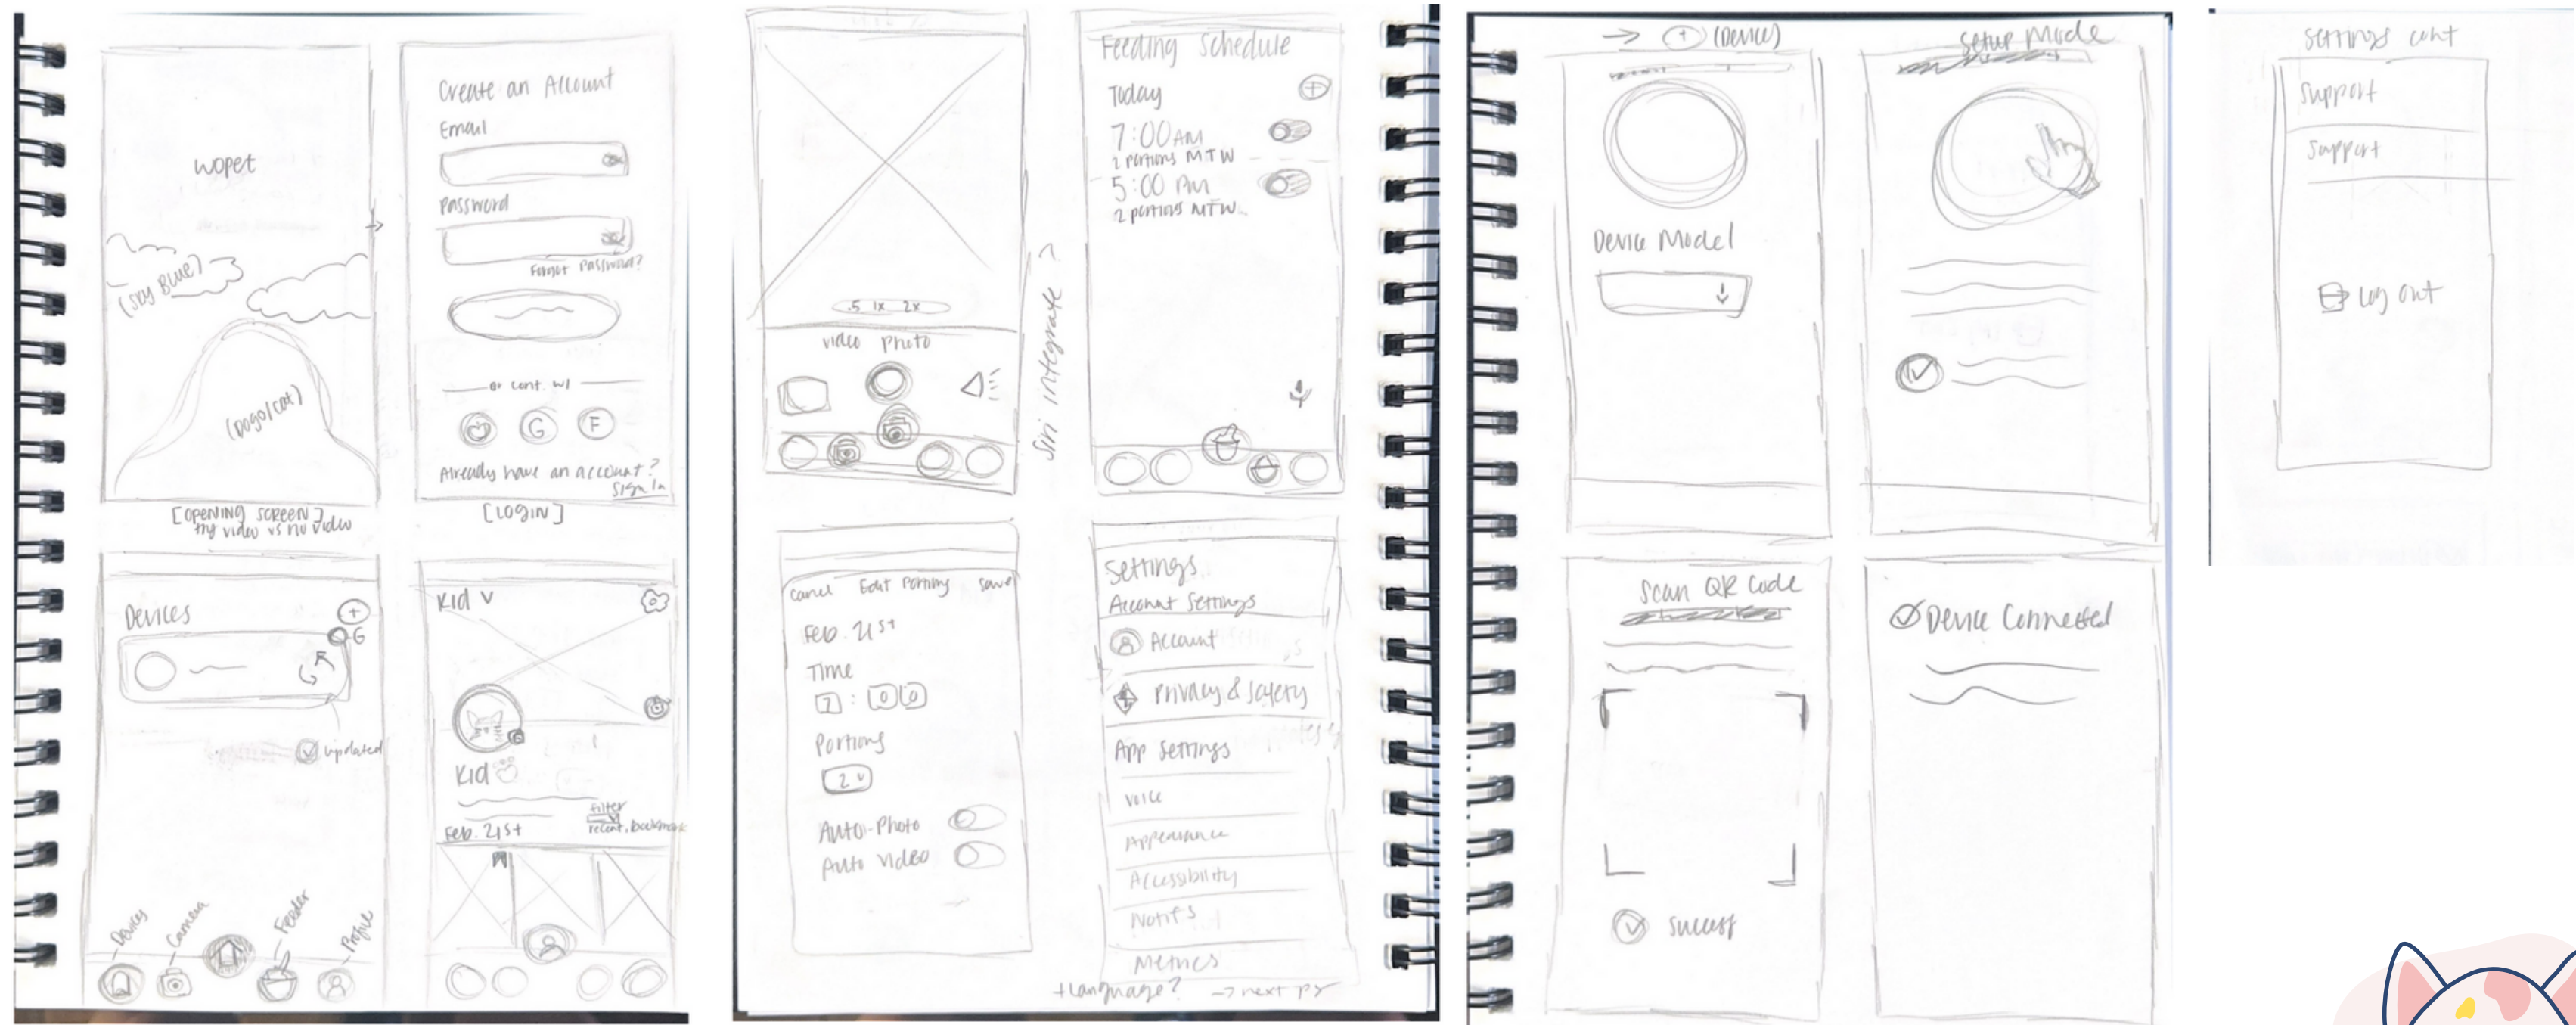 wopet
(sky Blue)
(Dogo/cat)
[OPENING SCREEN]
try video vs no video
Create an Account
Email
Password
Forgot Password?
or cont. w/
G
F
Already have an account?
Sign In
[LOGIN]
Devices
+
G
updated
Devices
Camera
Feeder
Profile
Kid v
Kid
filter
Feb. 21st
recent, Bookmark
.5 1x 2x
video Photo
Siri integrate >
Feeding Schedule
Today
+
7:00 AM
2 portions MTW
5:00 PM
2 portions MTW
Cancel Edit Portions Save
Feb. 21st
Time
7 : 0 0
Portions
2 v
Auto-Photo
Auto Video
Settings
Account Settings
Account
Privacy & Safety
App Settings
Voice
Appearance
Accessibility
Notifs
Metrics
+language? → next pg
→ + (Device)
Device Model
Setup Mode
Scan QR Code
Success
Device Connected
Settings cont
Support
Support
Log out